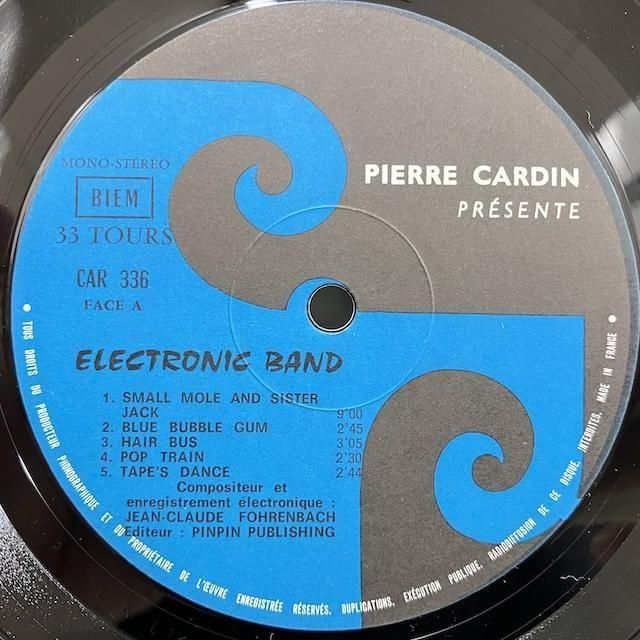 PIERRE CARDIN
PRÉSENTE
MONO-STÉRÉO
BIEM
33 TOURS
CAR 336
FACE A
ELECTRONIC BAND
1. SMALL MOLE AND SISTER
JACK 9'00
2. BLUE BUBBLE GUM 2'45
3. HAIR BUS 3'05
4. POP TRAIN 2'30
5. TAPE'S DANCE 2'44
Compositeur et
enregistrement électronique :
JEAN-CLAUDE FOHRENBACH
Editeur : PINPIN PUBLISHING
• TOUS DROITS DU PRODUCTEUR PHONOGRAPHIQUE ET DU PROPRIÉTAIRE DE L'ŒUVRE ENREGISTRÉE RÉSERVÉS. DUPLICATIONS, EXÉCUTION PUBLIQUE, RADIODIFFUSION DE CE DISQUE, INTERDITES. MADE IN FRANCE •